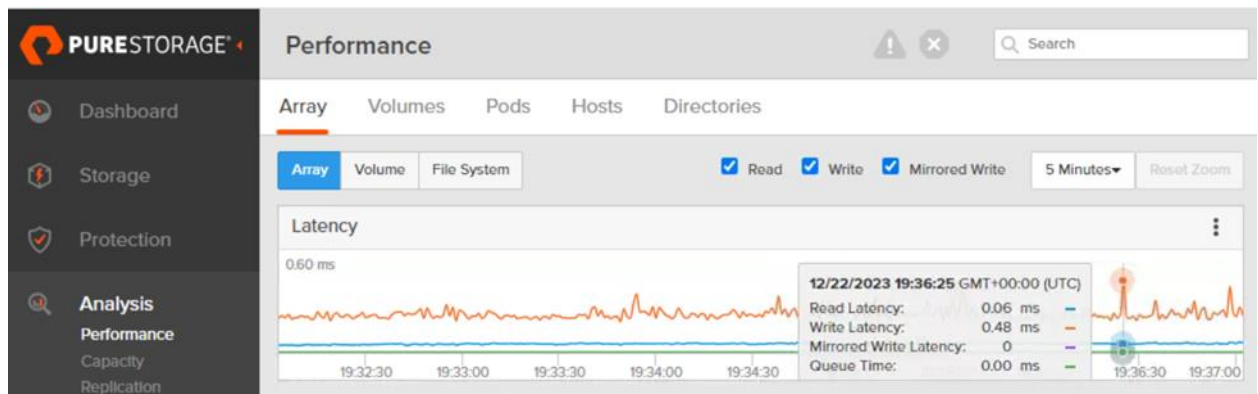 PURESTORAGE®
Performance
Search
Dashboard
Array Volumes Pods Hosts Directories
Storage
Array Volume File System Read Write Mirrored Write 5 Minutes Reset Zoom
Protection
Latency
0.60 ms
12/22/2023 19:36:25 GMT+00:00 (UTC)
Read Latency: 0.06 ms
Write Latency: 0.48 ms
Mirrored Write Latency: 0
Queue Time: 0.00 ms
19:32:30 19:33:00 19:33:30 19:34:00 19:34:30 19:36:30 19:37:00
Analysis
Performance
Capacity
Replication